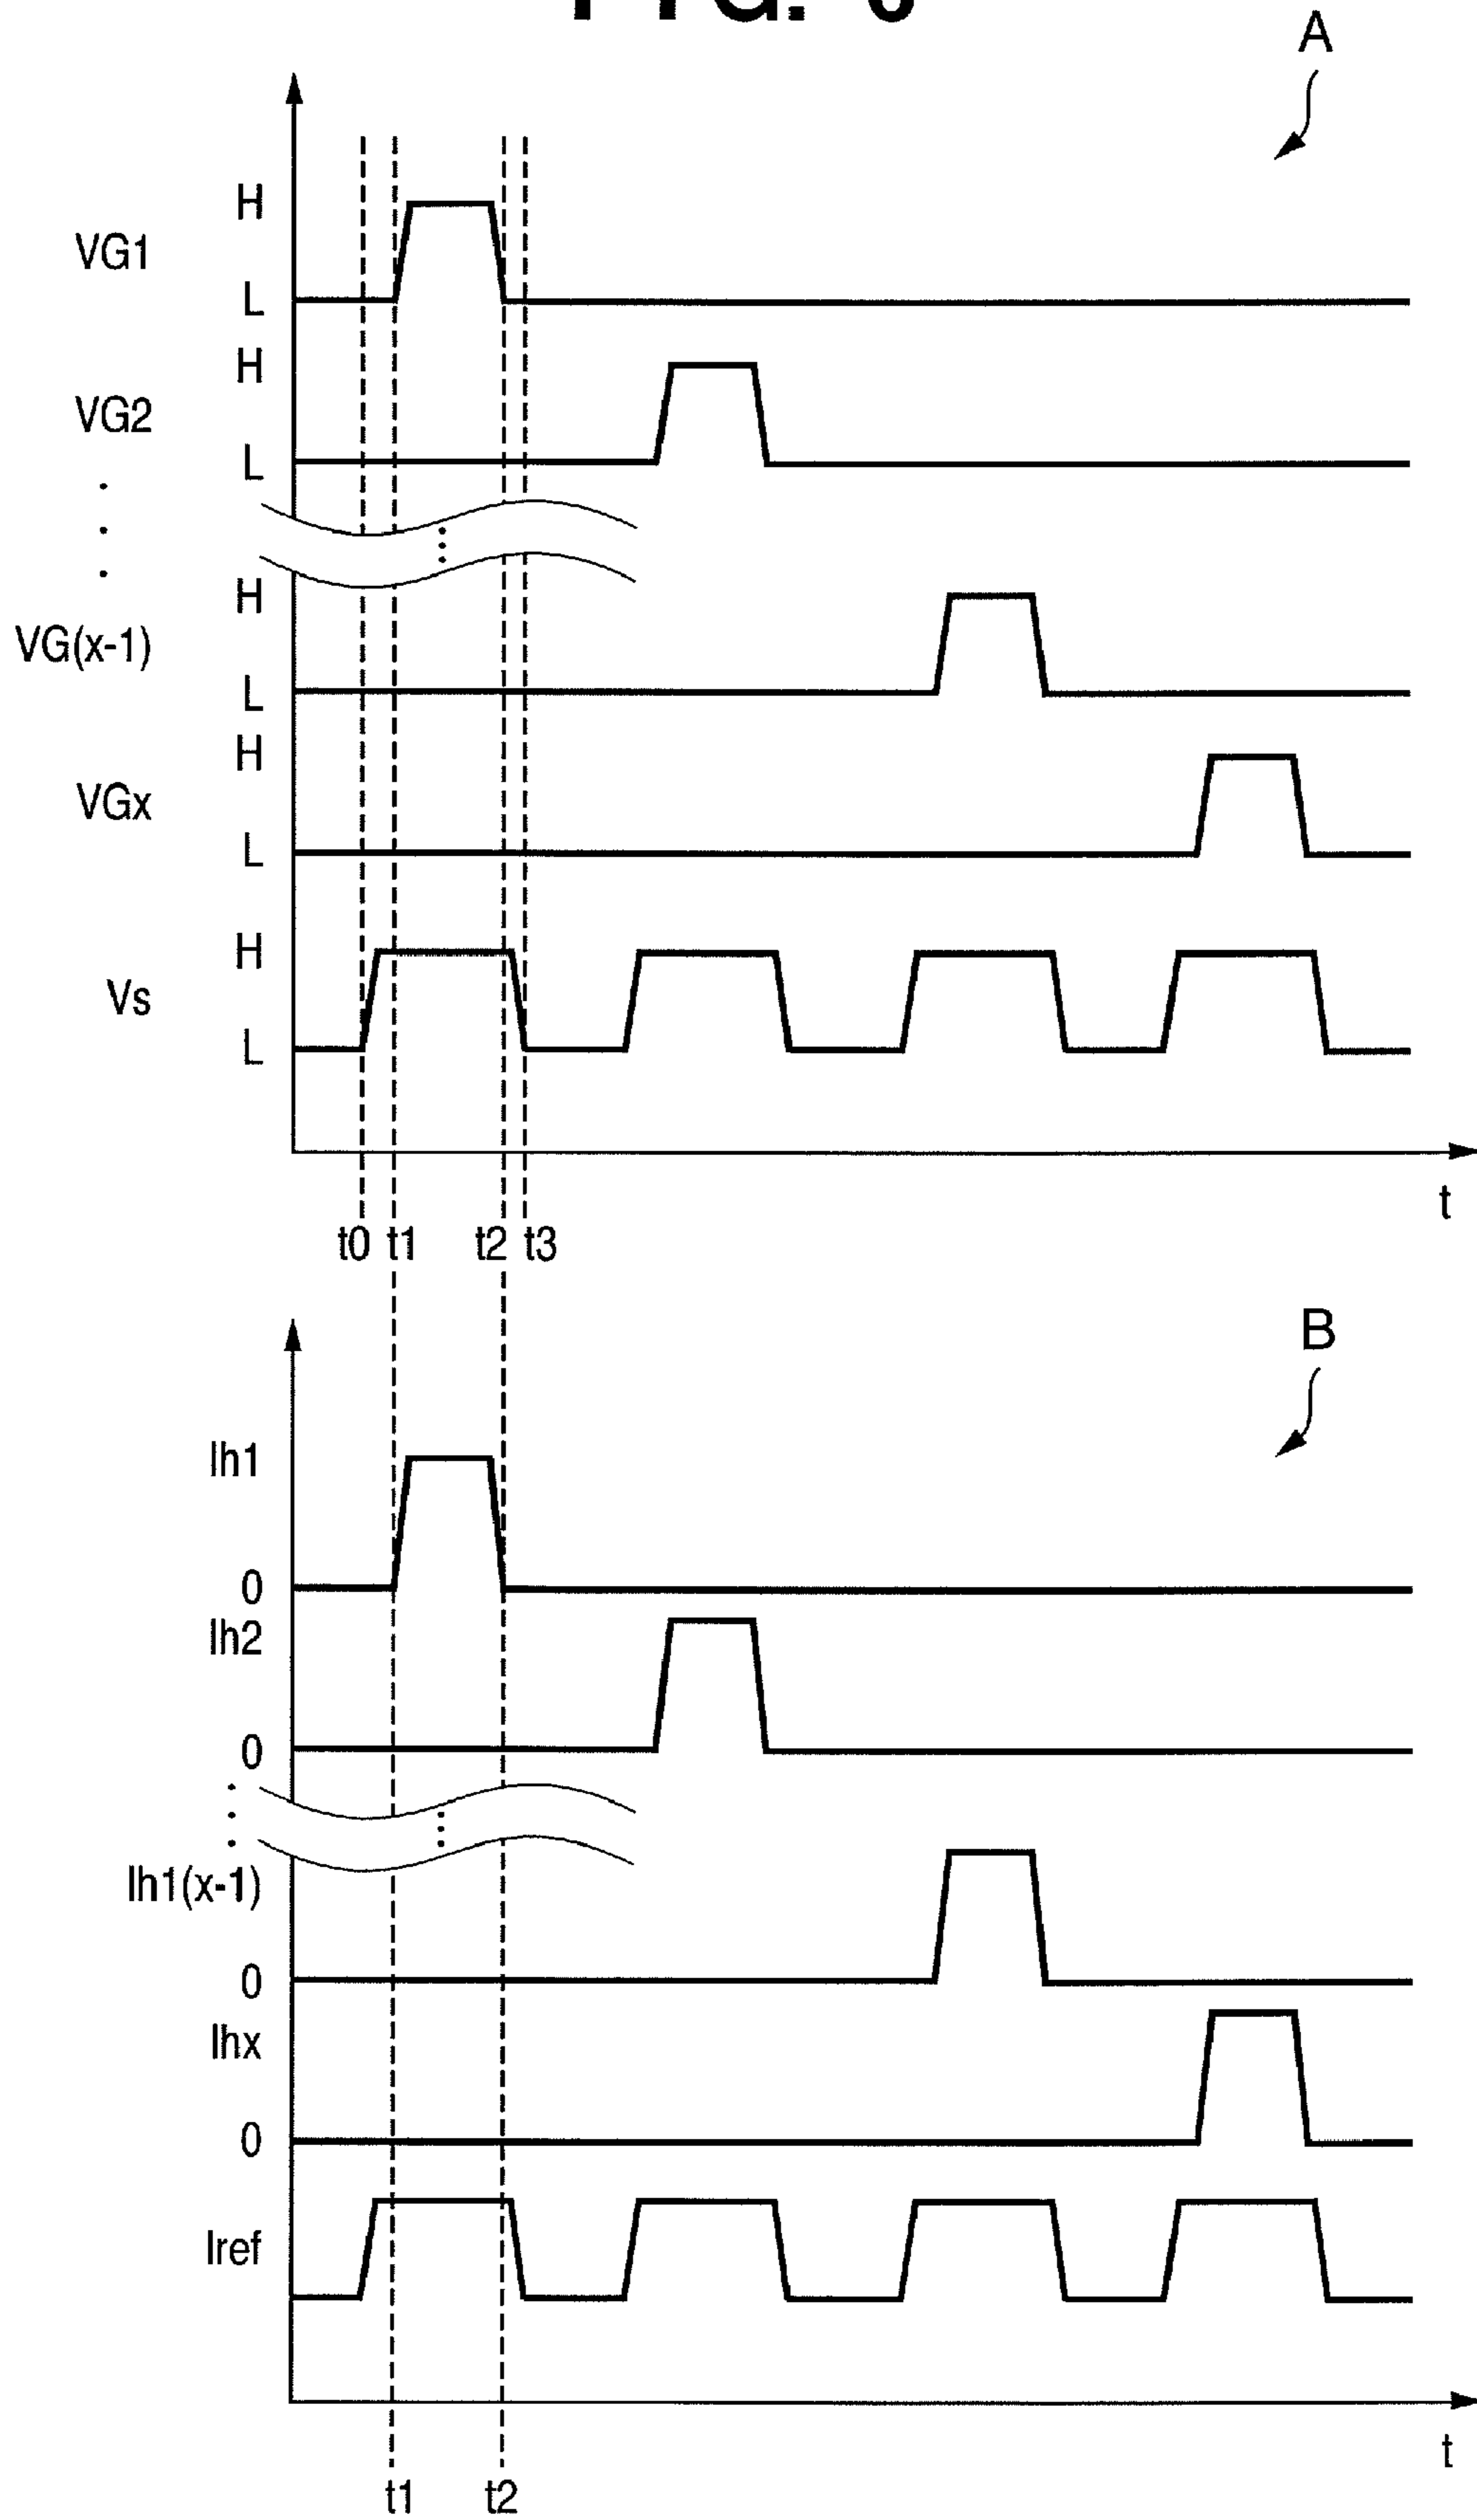 FIG.
A
H
VG1
L
H
VG2
L
H
VG(x-1)
L
H
VGx
L
H
Vs
L
t
t0 t1 t2 t3
B
Ih1
0
Ih2
0
Ih1(x-1)
0
Ihx
0
Iref
t
t1 t2